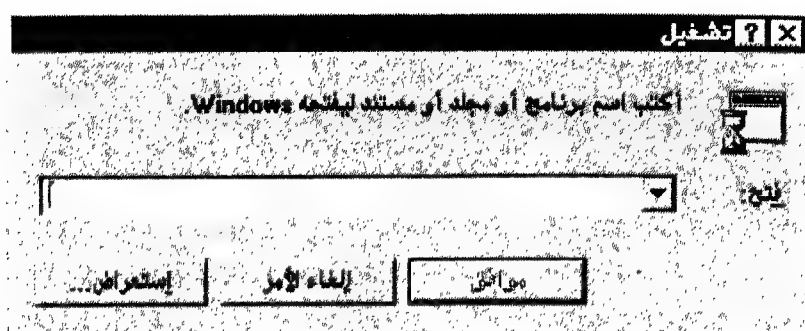 تشغيل
أكتب اسم برنامج أو مجلد أو مستند ليفتحه Windows.
فتح:
موافق إلغاء الأمر إستعراض...